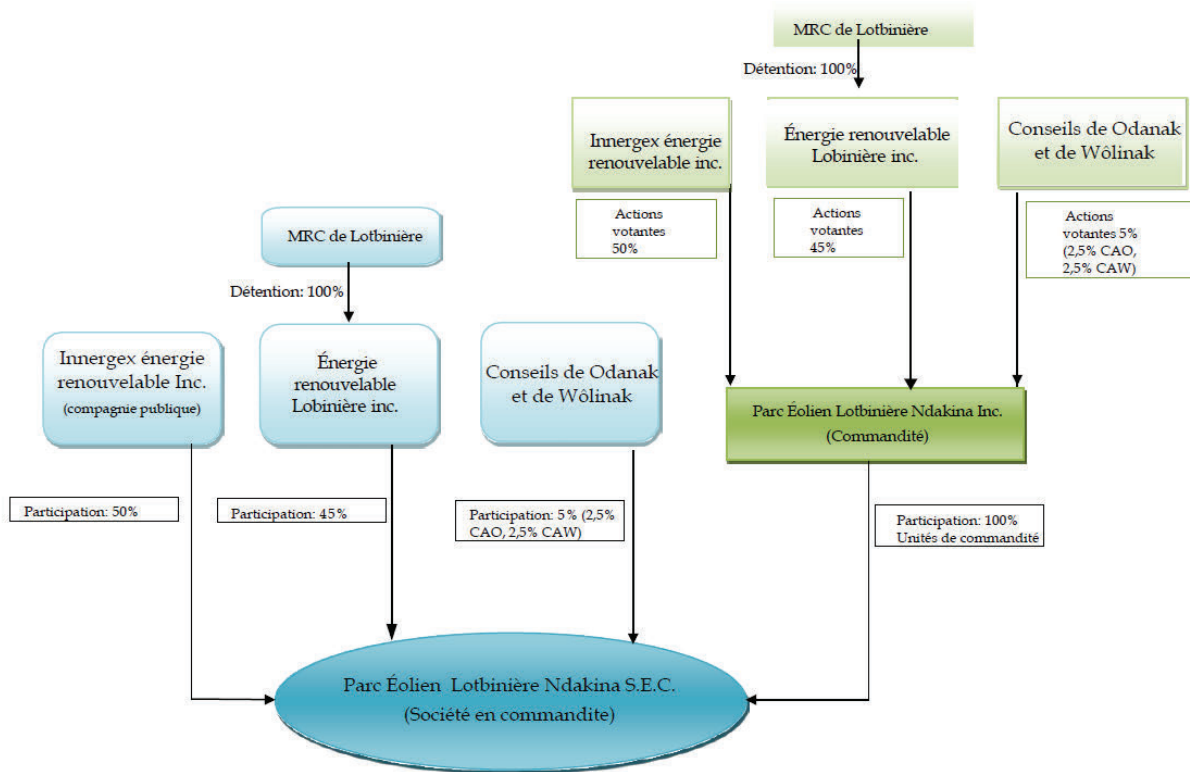 MRC de Lotbinière
Détention: 100%
Innergex énergie
renouvelable inc.
Énergie renouvelable
Lobinière inc.
Conseils de Odanak
et de Wôlinak
Actions
votantes
50%
Actions
votantes
45%
Actions
votantes 5%
(2,5% CAO,
2,5% CAW)
MRC de Lotbinière
Détention: 100%
Innergex énergie
renouvelable Inc.
(compagnie publique)
Énergie
renouvelable
Lobinière inc.
Conseils de Odanak
et de Wôlinak
Parc Éolien Lotbinière Ndakina Inc.
(Commandité)
Participation: 50%
Participation: 45%
Participation: 5% (2,5%
CAO, 2,5% CAW)
Participation: 100%
Unités de commandité
Parc Éolien Lotbinière Ndakina S.E.C.
(Société en commandite)